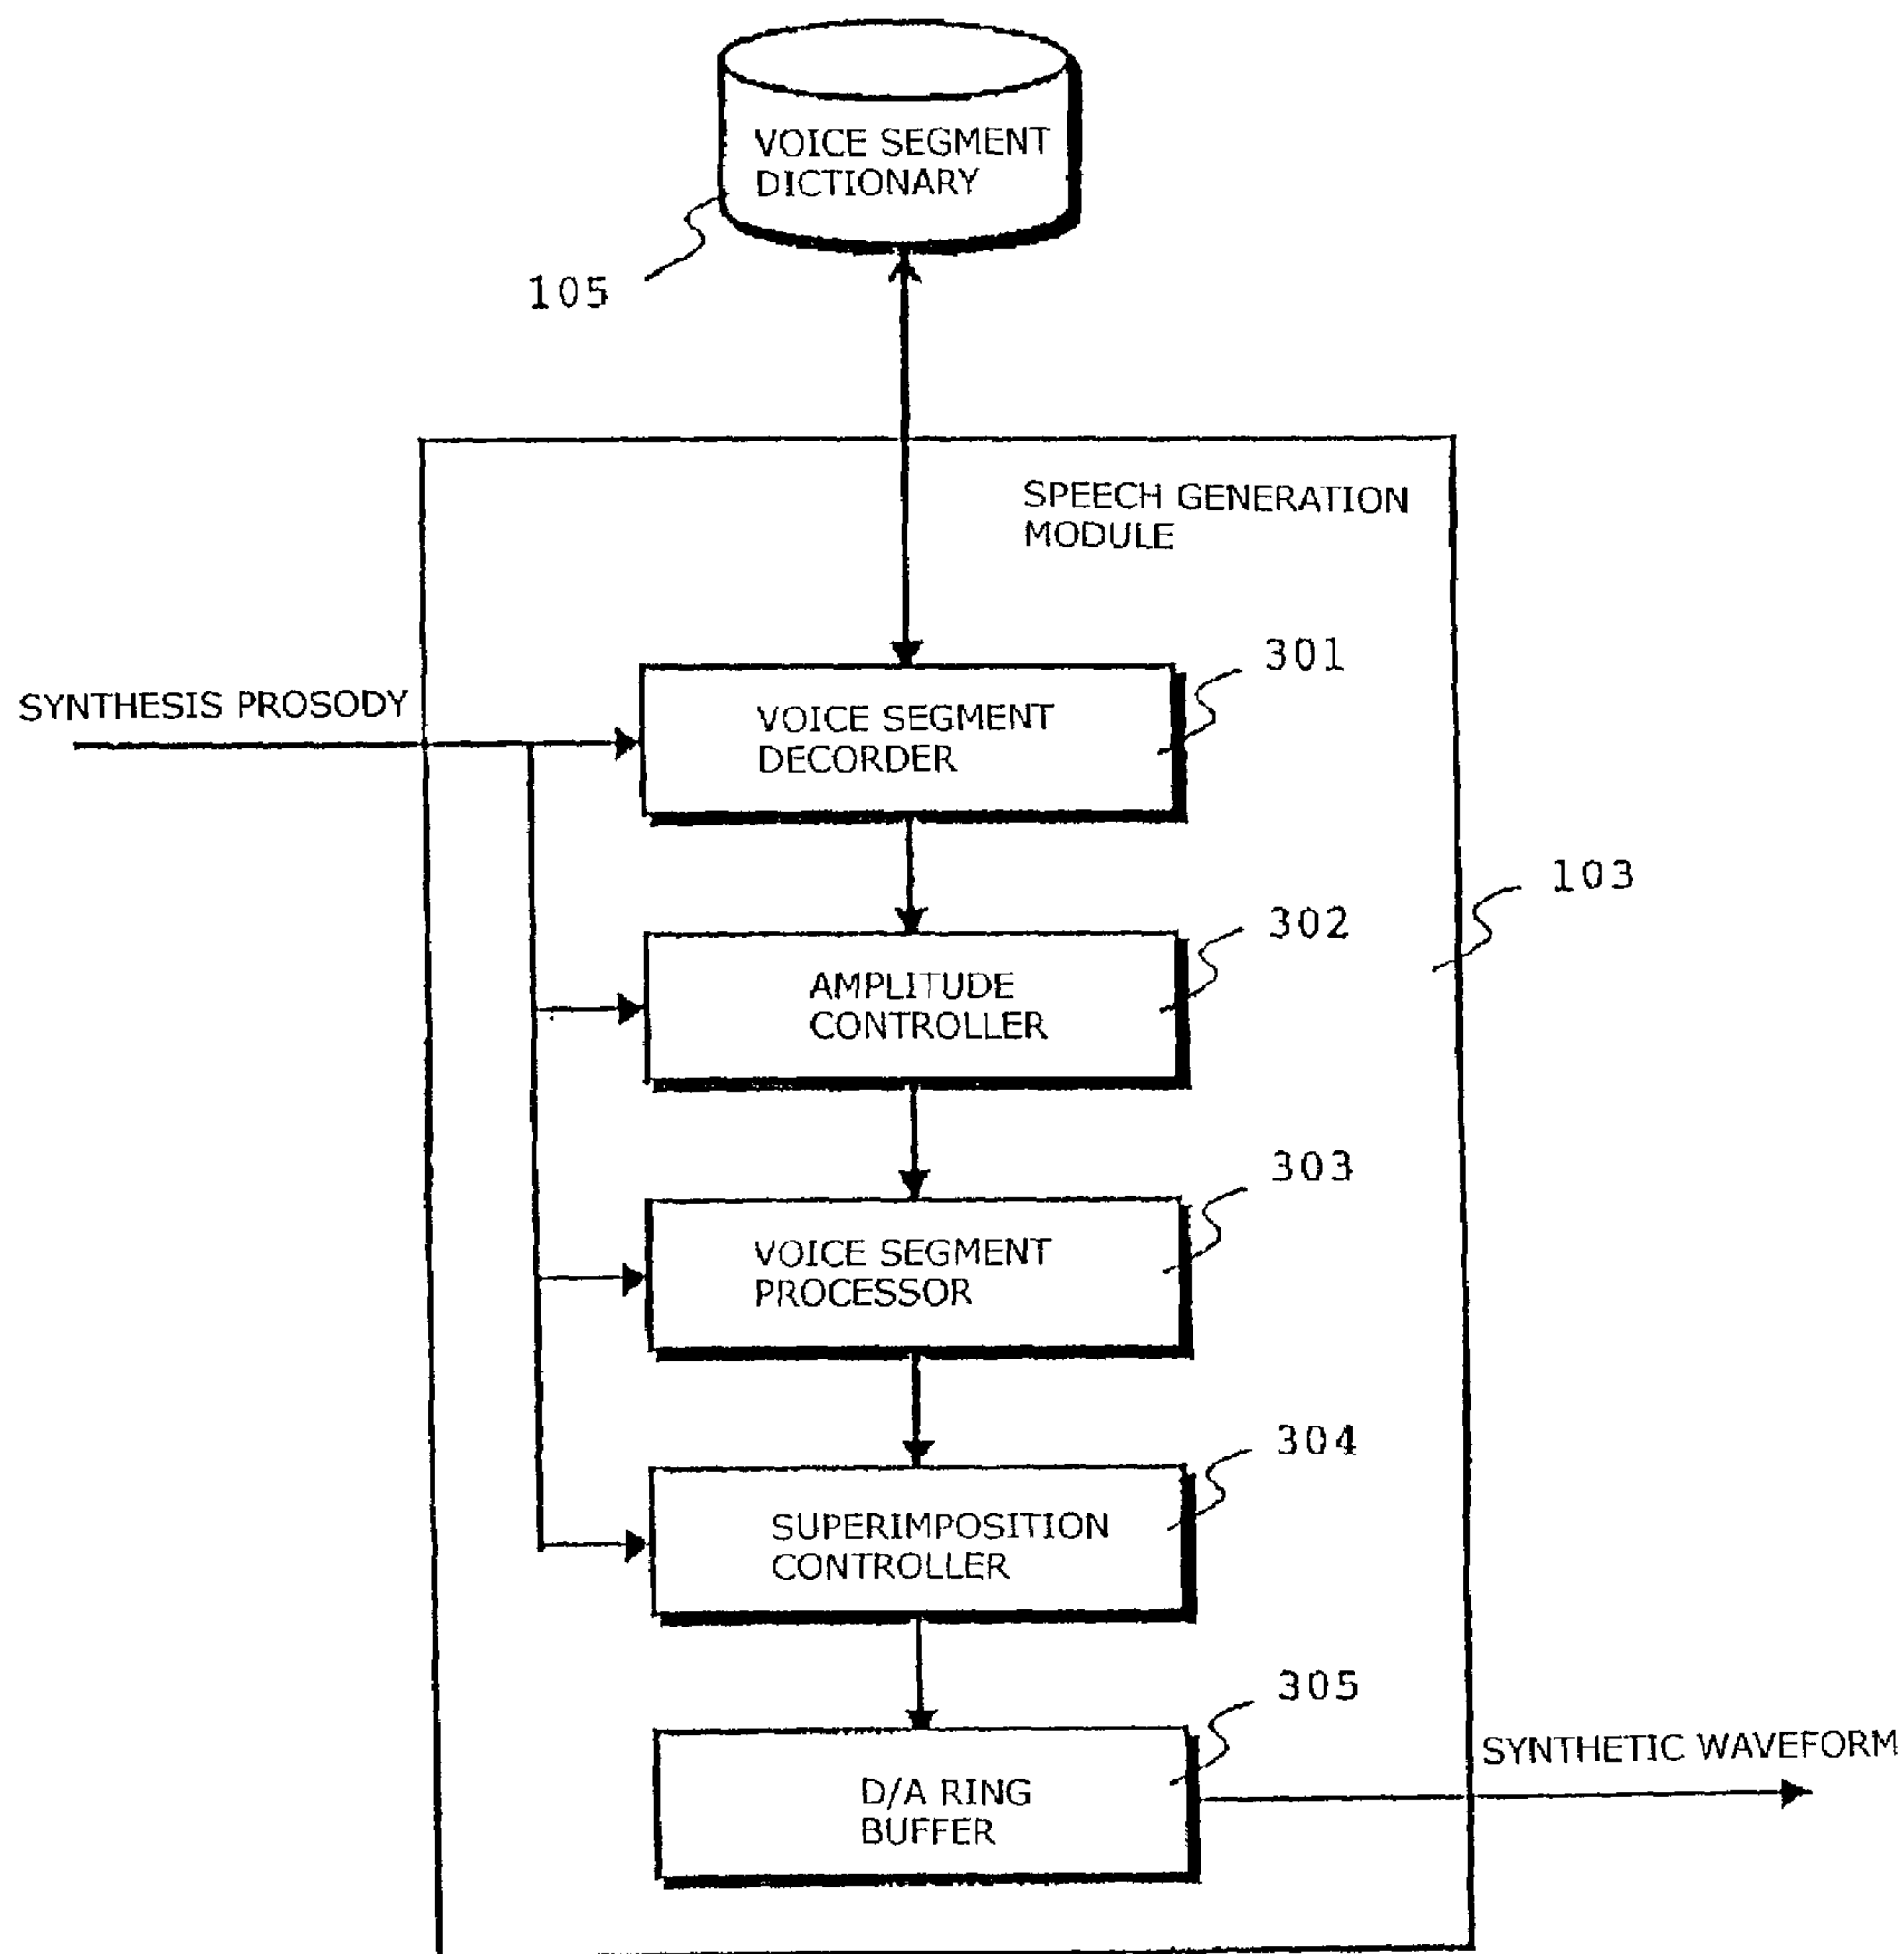 VOICE SEGMENT
DICTIONARY
105
SPEECH GENERATION
MODULE
301
SYNTHESIS PROSODY
VOICE SEGMENT
DECORDER
103
302
AMPLITUDE
CONTROLLER
303
VOICE SEGMENT
PROCESSOR
304
SUPERIMPOSITION
CONTROLLER
305
SYNTHETIC WAVEFORM
D/A RING
BUFFER